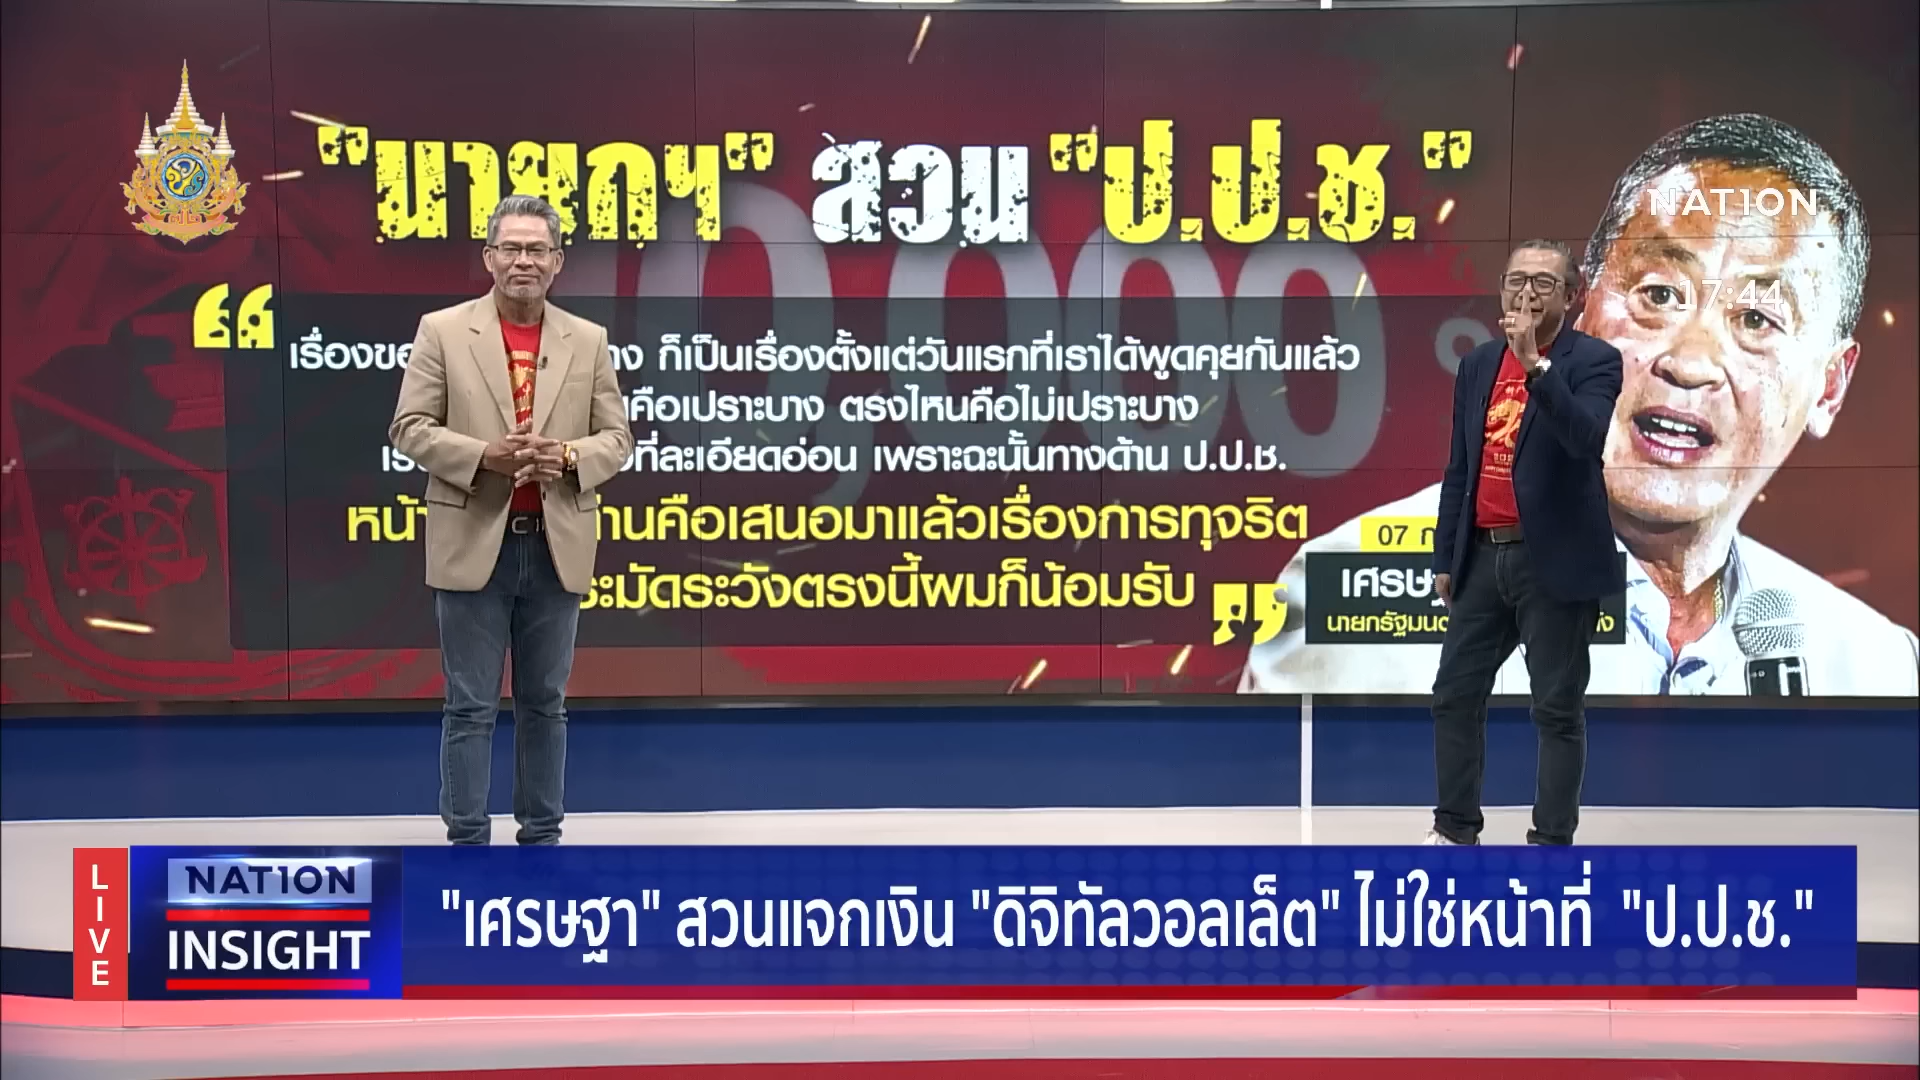 "นายกฯ" สวน "ป.ป.ช."
NATION
17:44
10,000
เรื่อง ก็เป็นเรื่องตั้งแต่วันแรกที่เราได้พูดคุยกันแล้ว
คือเปราะบาง ตรงไหนคือไม่เปราะบาง
ที่ละเอียดอ่อน เพราะฉะนั้นทางด้าน ป.ป.ช.
หน้า ท่านคือเสนอมาแล้วเรื่องการทุจริต
ระมัดระวังตรงนี้ผมก็น้อมรับ
07
เศรษฐ
นายกรัฐมนต
LIVE
NATION
INSIGHT
"เศรษฐา" สวนแจกเงิน "ดิจิทัลวอลเล็ต" ไม่ใช่หน้าที่ "ป.ป.ช."